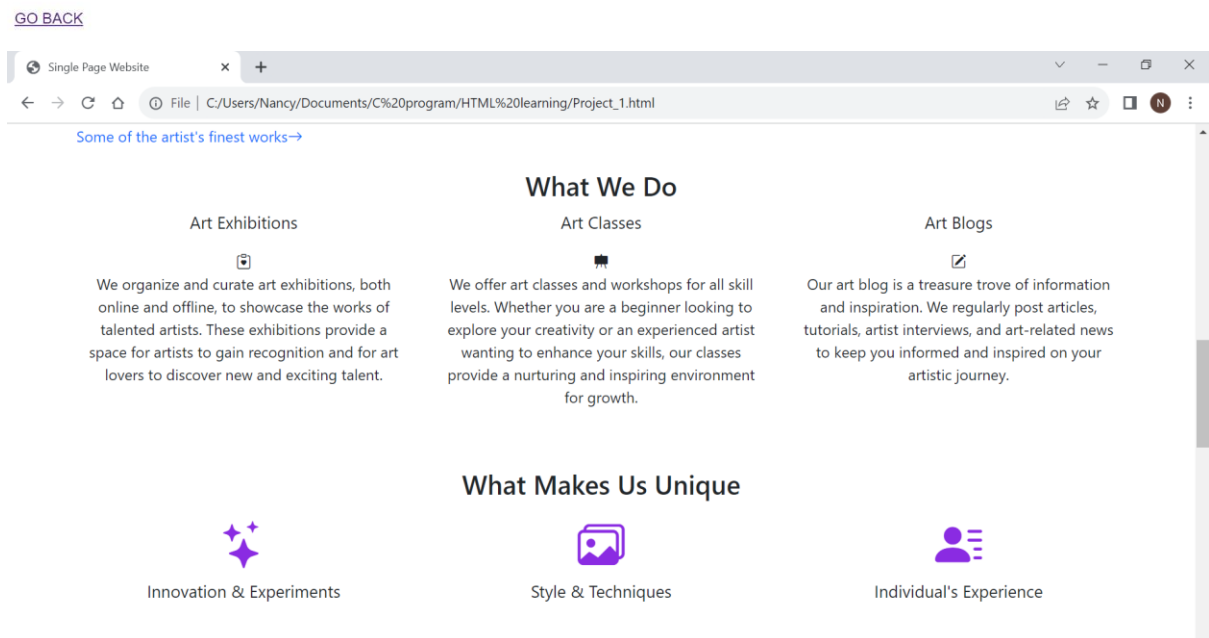 GO BACK
Single Page Website
File | C:/Users/Nancy/Documents/C%20program/HTML%20learning/Project_1.html
N
Some of the artist's finest works→
What We Do
Art Exhibitions
We organize and curate art exhibitions, both
online and offline, to showcase the works of
talented artists. These exhibitions provide a
space for artists to gain recognition and for art
lovers to discover new and exciting talent.
Art Classes
We offer art classes and workshops for all skill
levels. Whether you are a beginner looking to
explore your creativity or an experienced artist
wanting to enhance your skills, our classes
provide a nurturing and inspiring environment
for growth.
Art Blogs
Our art blog is a treasure trove of information
and inspiration. We regularly post articles,
tutorials, artist interviews, and art-related news
to keep you informed and inspired on your
artistic journey.
What Makes Us Unique
Innovation & Experiments
Style & Techniques
Individual's Experience